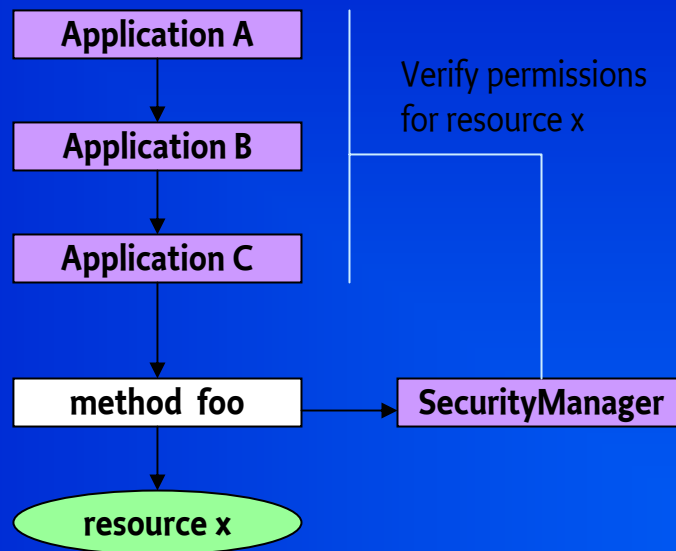 Application A
Verify permissions
for resource x
Application B
Application C
method foo
SecurityManager
resource x